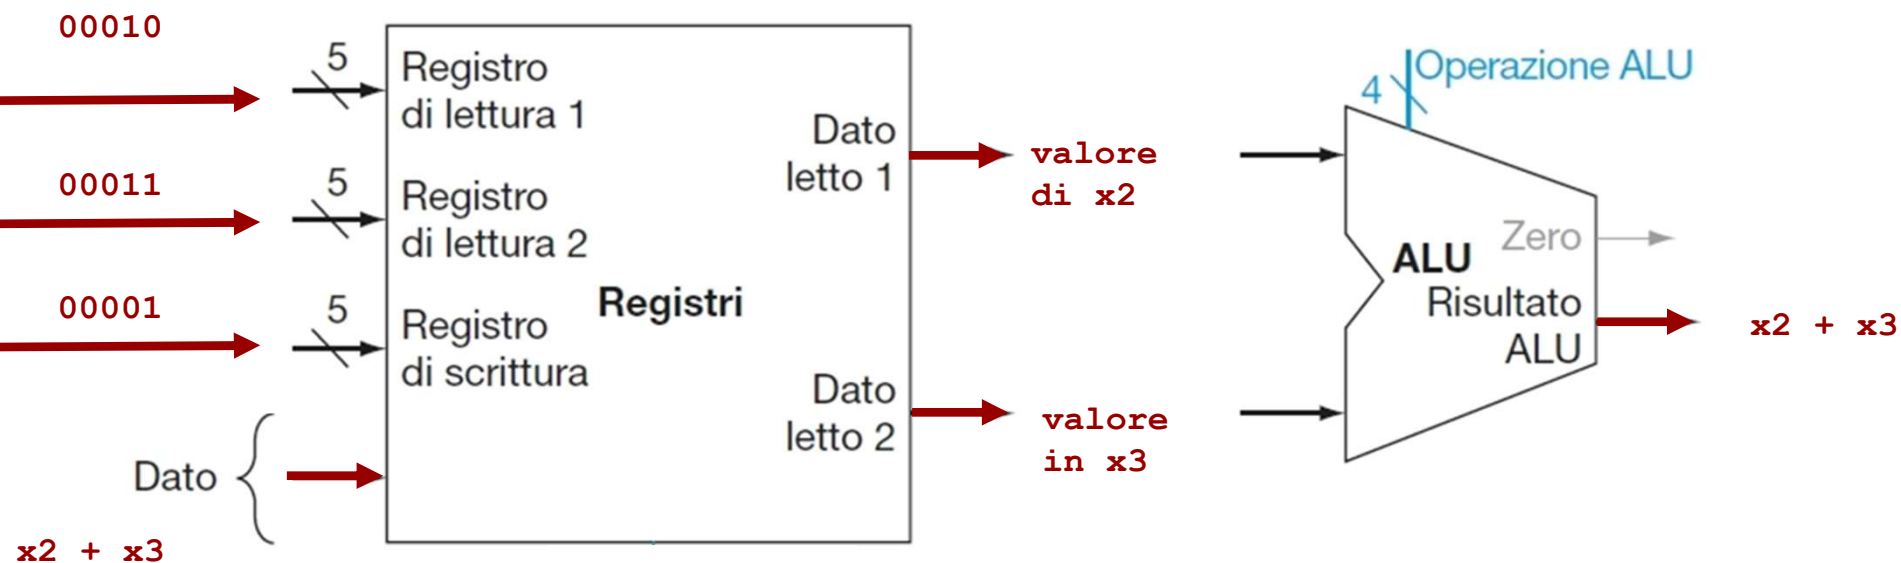 00010
5
Registro
di lettura 1
00011
5
Registro
di lettura 2
00001
5
Registro
di scrittura
Registri
Dato
x2 + x3
Dato
letto 1
valore
di x2
Dato
letto 2
valore
in x3
4
Operazione ALU
ALU
Zero
Risultato
ALU
x2 + x3